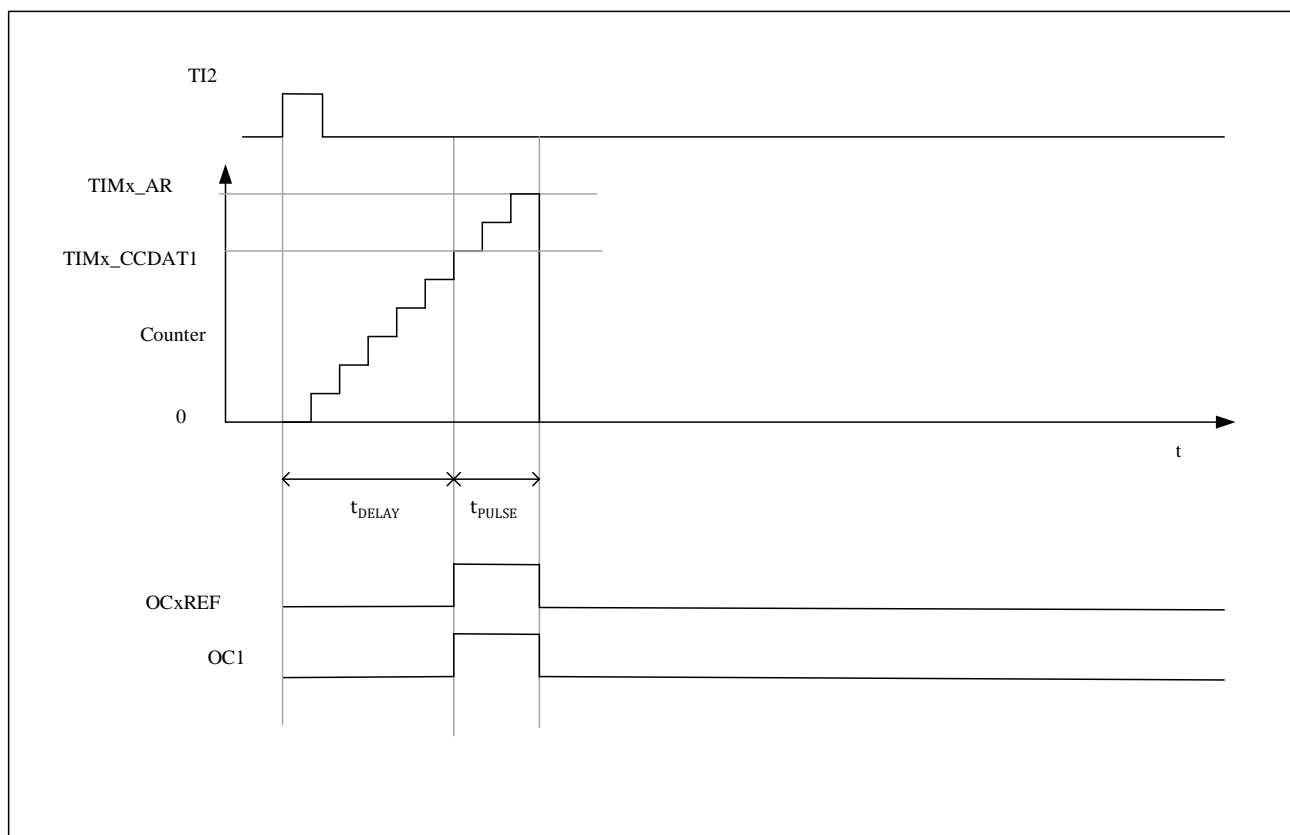 TI2
TIMx_AR
TIMx_CCDAT1
Counter
0
t
tDELAY
tPULSE
OCxREF
OC1